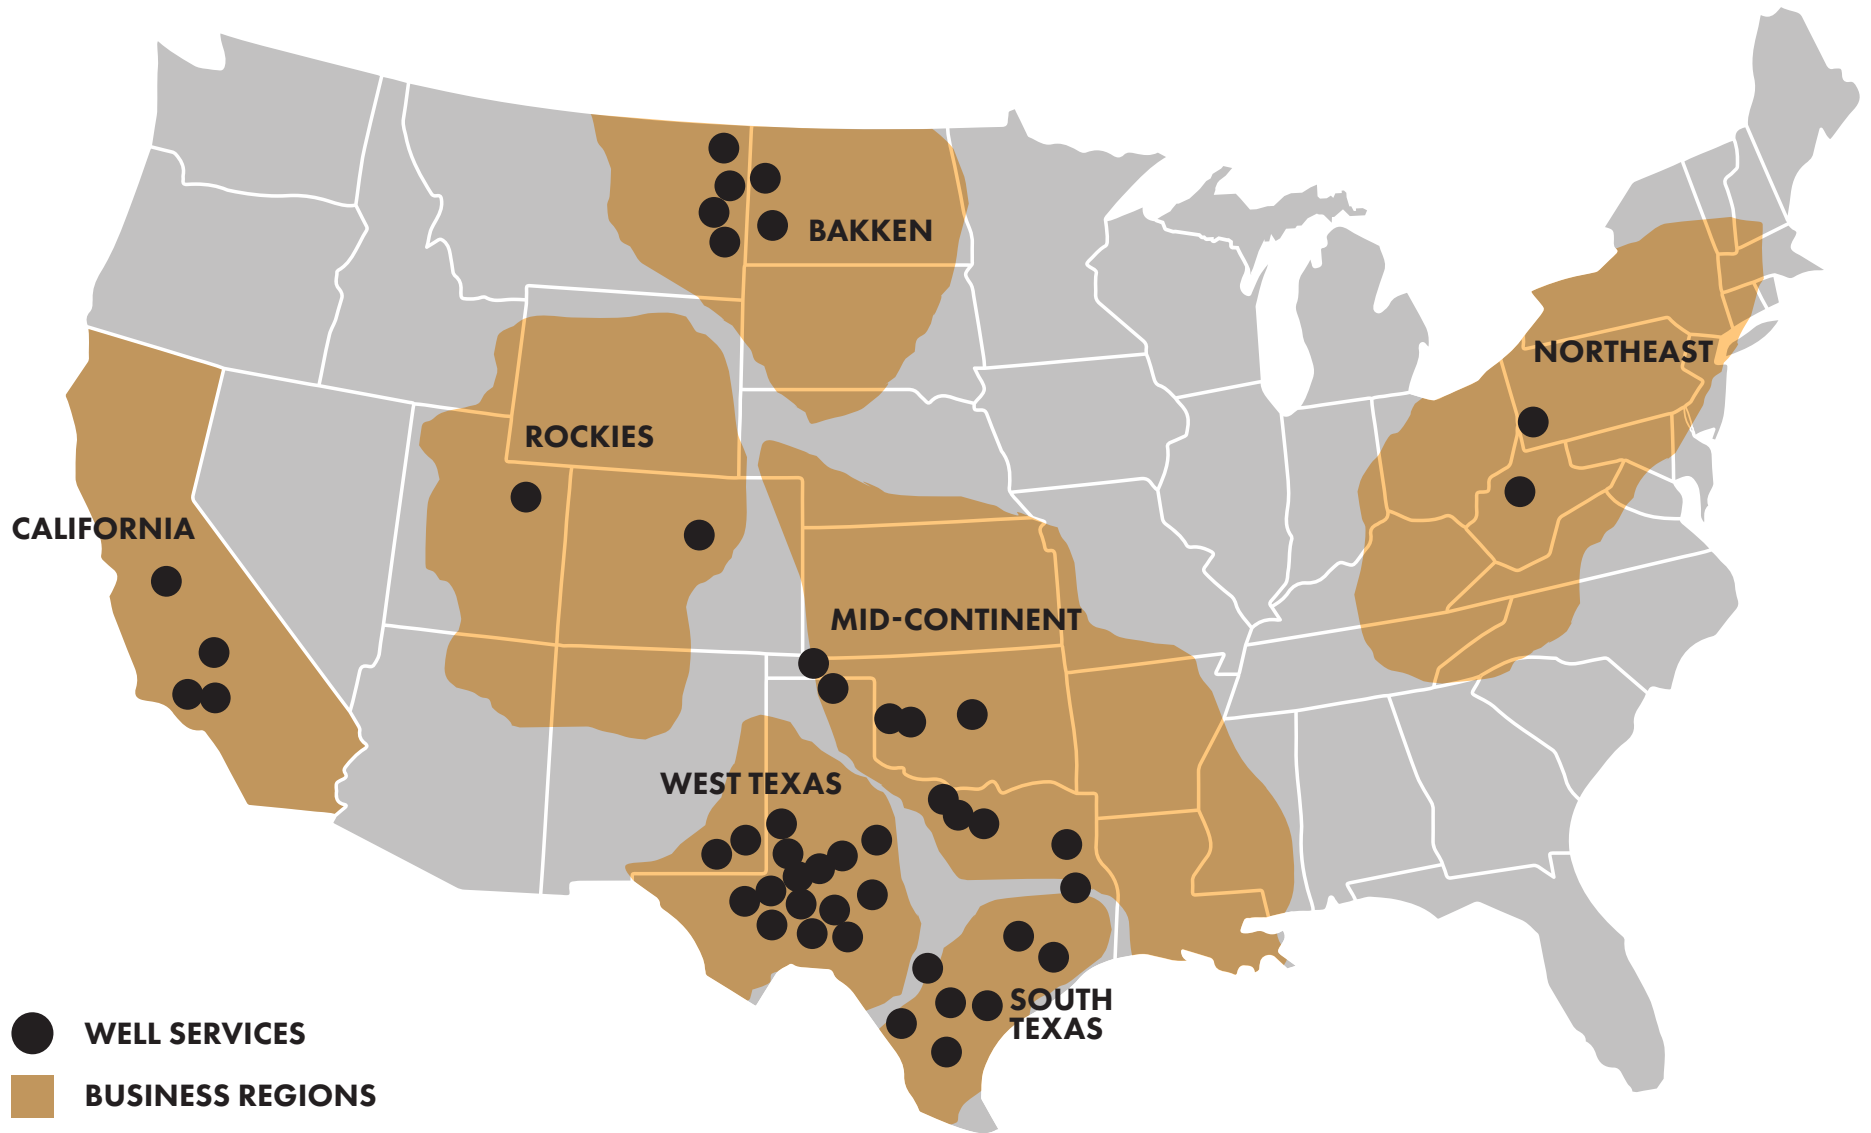 BAKKEN
NORTHEAST
ROCKIES
CALIFORNIA
MID-CONTINENT
WEST TEXAS
SOUTH
TEXAS
WELL SERVICES
BUSINESS REGIONS